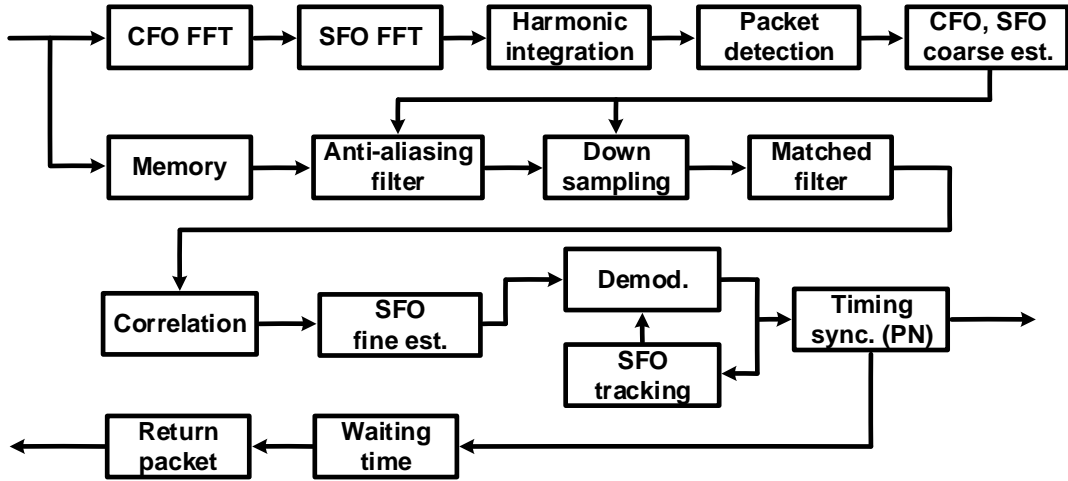 CFO FFT
SFO FFT
Harmonic
integration
Packet
detection
CFO, SFO
coarse est.
Memory
Anti-aliasing
filter
Down
sampling
Matched
filter
Correlation
SFO
fine est.
Demod.
SFO
tracking
Timing
sync. (PN)
Return
packet
Waiting
time